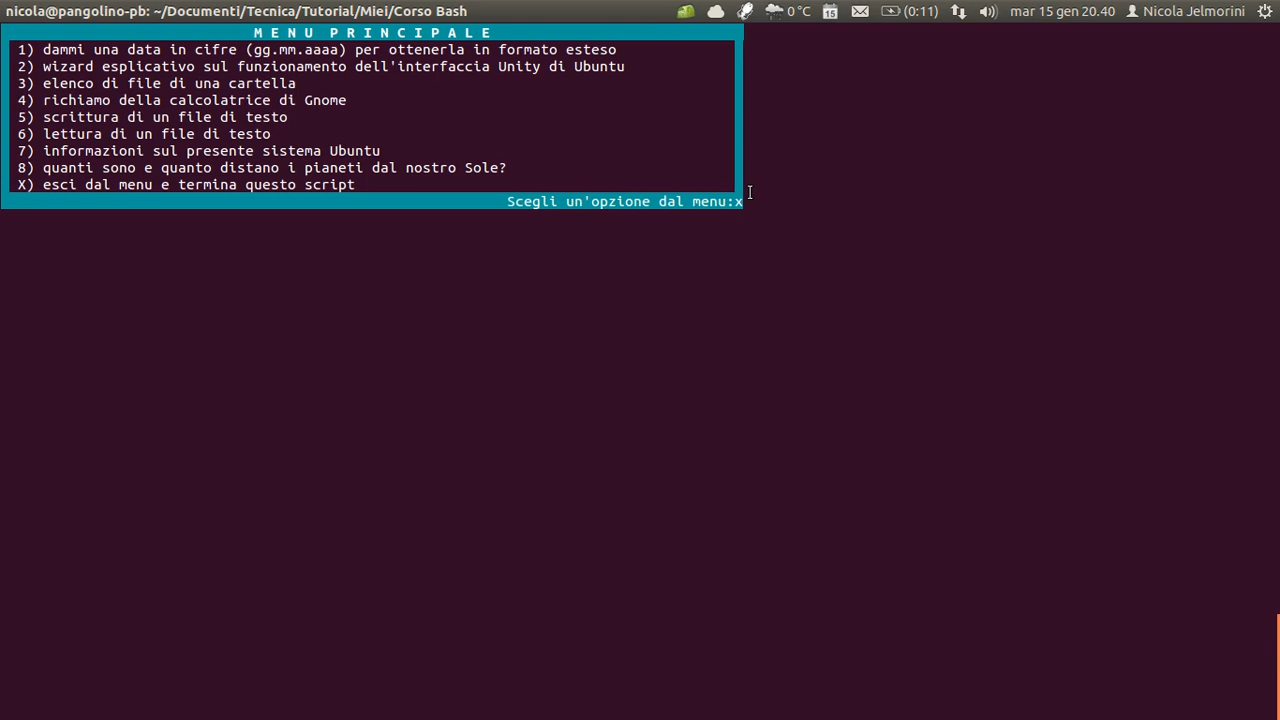 nicola@pangolino-pb: ~/Documenti/Tecnica/Tutorial/Miei/Corso Bash 0 °C 15 (0:11) mar 15 gen 20.40 Nicola Jelmorini
M E N U P R I N C I P A L E
1) dammi una data in cifre (gg.mm.aaaa) per ottenerla in formato esteso
2) wizard esplicativo sul funzionamento dell'interfaccia Unity di Ubuntu
3) elenco di file di una cartella
4) richiamo della calcolatrice di Gnome
5) scrittura di un file di testo
6) lettura di un file di testo
7) informazioni sul presente sistema Ubuntu
8) quanti sono e quanto distano i pianeti dal nostro Sole?
X) esci dal menu e termina questo script
Scegli un'opzione dal menu:x